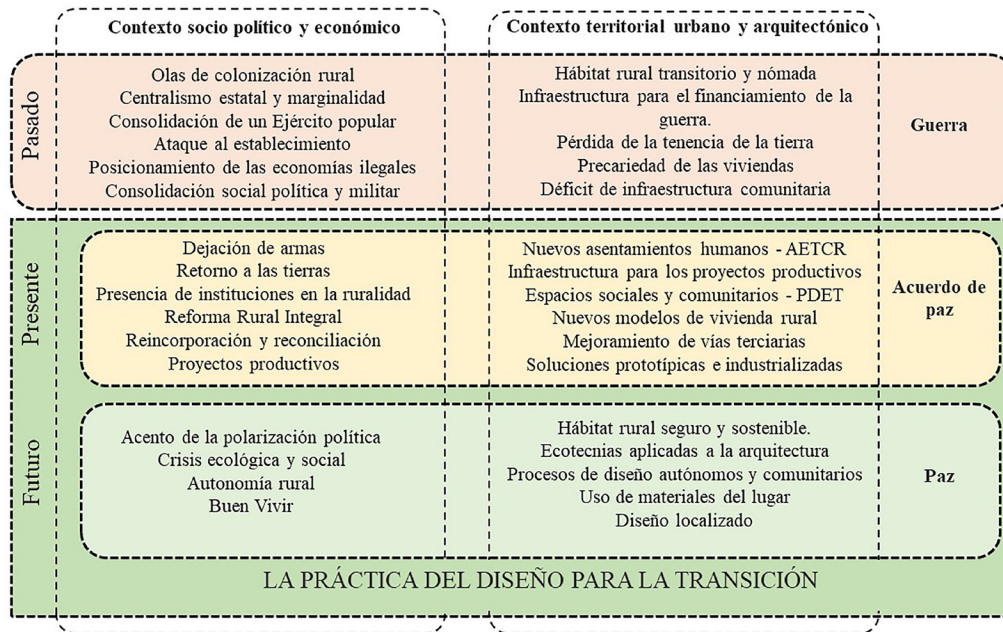 Contexto socio político y económico
Contexto territorial urbano y arquitectónico
Pasado
Olas de colonización rural
Centralismo estatal y marginalidad
Consolidación de un Ejército popular
Ataque al establecimiento
Posicionamiento de las economías ilegales
Consolidación social política y militar
Hábitat rural transitorio y nómada
Infraestructura para el financiamiento de la
guerra.
Pérdida de la tenencia de la tierra
Precariedad de las viviendas
Déficit de infraestructura comunitaria
Guerra
Presente
Dejación de armas
Retorno a las tierras
Presencia de instituciones en la ruralidad
Reforma Rural Integral
Reincorporación y reconciliación
Proyectos productivos
Nuevos asentamientos humanos - AETCR
Infraestructura para los proyectos productivos
Espacios sociales y comunitarios - PDET
Nuevos modelos de vivienda rural
Mejoramiento de vías terciarias
Soluciones prototípicas e industrializadas
Acuerdo de
paz
Futuro
Acento de la polarización política
Crisis ecológica y social
Autonomía rural
Buen Vivir
Hábitat rural seguro y sostenible.
Ecotecnias aplicadas a la arquitectura
Procesos de diseño autónomos y comunitarios
Uso de materiales del lugar
Diseño localizado
Paz
LA PRÁCTICA DEL DISEÑO PARA LA TRANSICIÓN